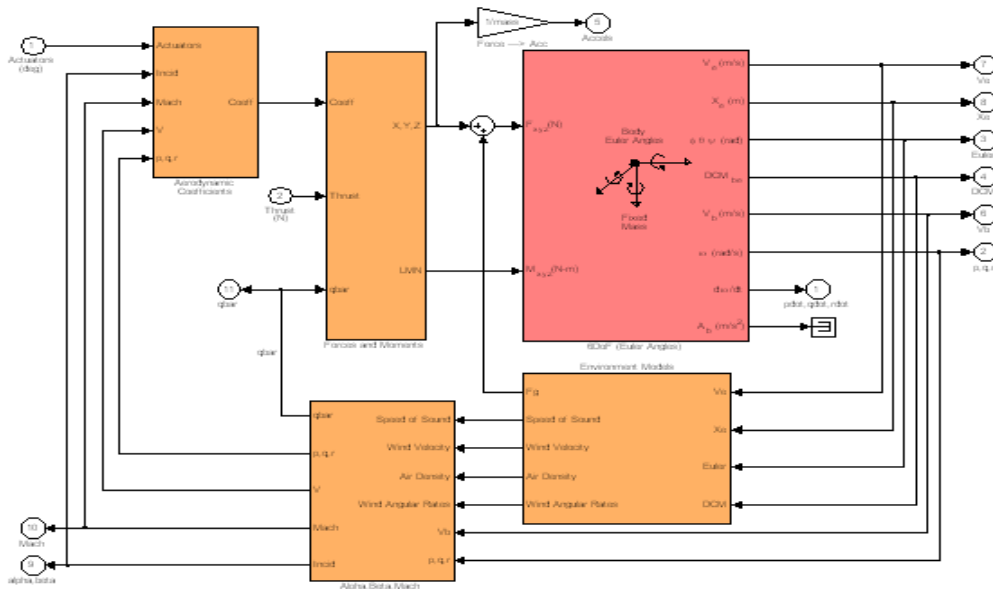 1
Actuators
(deg)
Actuators
Incid
Mach
V
p,q,r
Coeff
Aerodynamic
Coefficients
2
Thrust
(N)
Coeff
Thrust
qbar
X,Y,Z
LMN
Forces and Moments
11
qbar
qbar
1/mass
Force ---> Acc
5
Accels
F xyz (N)
M xyz (N-m)
Body
Euler Angles
Fixed
Mass
V e (m/s)
X e (m)
(rad)
DCM be
V b (m/s)
ω (rad/s)
dω/dt
A b (m/s²)
6DoF (Euler Angles)
7
Ve
8
Xe
3
Euler
4
DCM
6
Vb
2
p,q,r
1
pdot,qdot,rdot
Environment Models
Fg
Speed of Sound
Wind Velocity
Air Density
Wind Angular Rates
Ve
Xe
Euler
DCM
qbar
p,q,r
V
Mach
Incid
Speed of Sound
Wind Velocity
Air Density
Wind Angular Rates
Vb
p,q,r
Alpha,Beta,Mach
10
Mach
9
alpha,beta